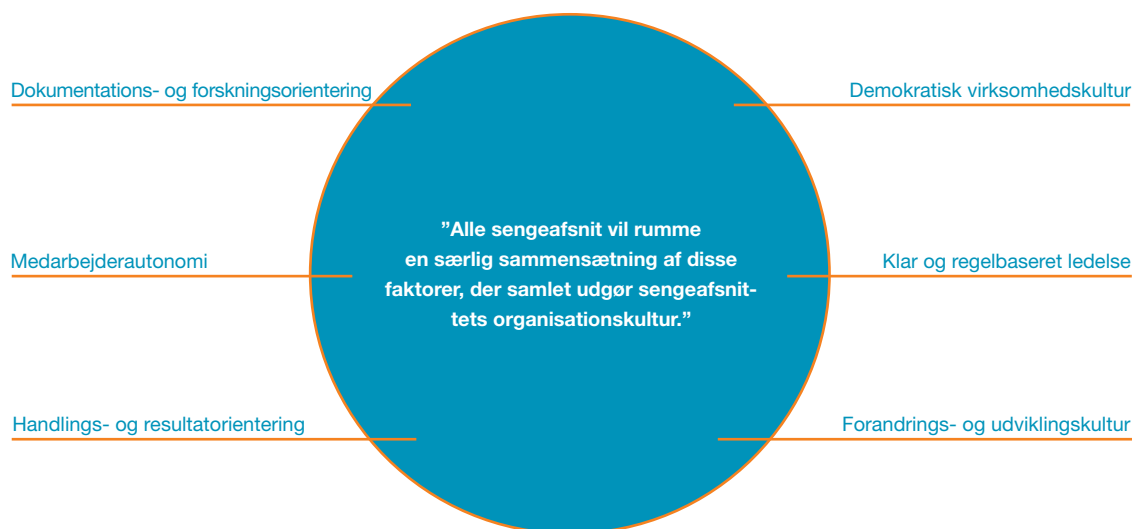 Dokumentations- og forskningsorientering
Demokratisk virksomhedskultur
”Alle sengeafsnit vil rumme
en særlig sammensætning af disse
faktorer, der samlet udgør sengeafsnit-
tets organisationskultur.”
Medarbejderautonomi
Klar og regelbaseret ledelse
Handlings- og resultatorientering
Forandrings- og udviklingskultur